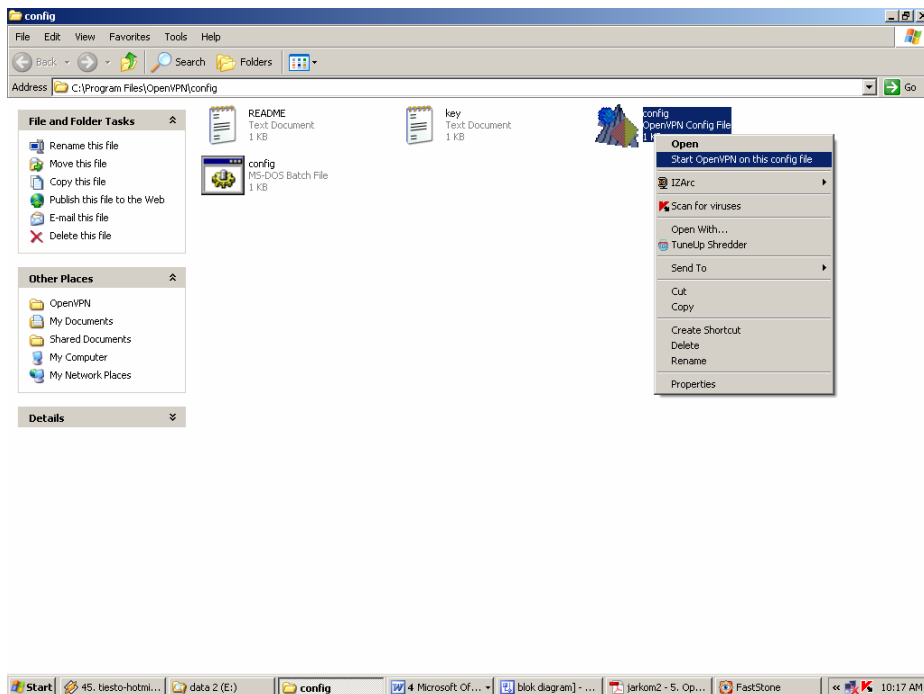 config
File Edit View Favorites Tools Help
Back Search Folders
Address C:\Program Files\OpenVPN\config Go
File and Folder Tasks
Rename this file
Move this file
Copy this file
Publish this file to the Web
E-mail this file
Delete this file
Other Places
OpenVPN
My Documents
Shared Documents
My Computer
My Network Places
Details
README
Text Document
1 KB
key
Text Document
1 KB
config
OpenVPN Config File
config
MS-DOS Batch File
1 KB
Open
Start OpenVPN on this config file
IZArc
Scan for viruses
Open With...
TuneUp Shredder
Send To
Cut
Copy
Create Shortcut
Delete
Rename
Properties
Start 45. tiesto-hotmi... data 2 (E:) config 4 Microsoft Of... blok diagram] - ... jarkom2 - 5. Op... FastStone 10:17 AM